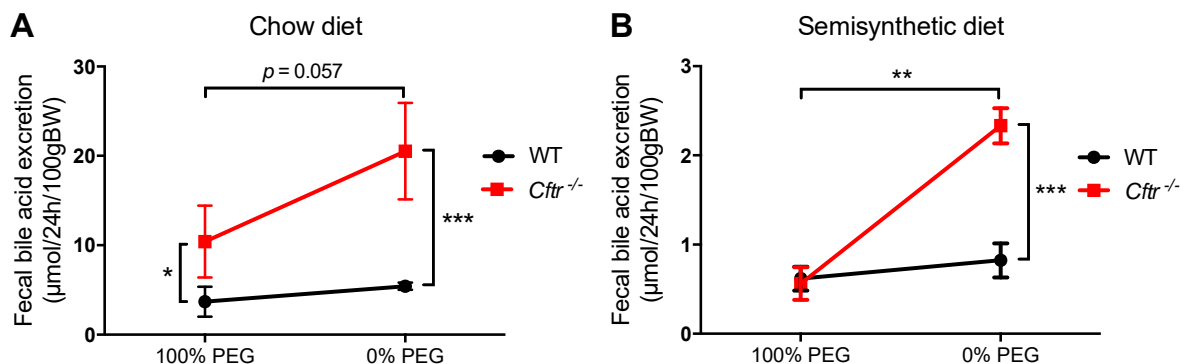 A
Chow diet
Fecal bile acid excretion
(μmol/24h/100gBW)
30
20
10
0
p = 0.057
*
***
WT
Cftr -/-
100% PEG
0% PEG
B
Semisynthetic diet
Fecal bile acid excretion
(μmol/24h/100gBW)
3
2
1
0
**
***
WT
Cftr -/-
100% PEG
0% PEG